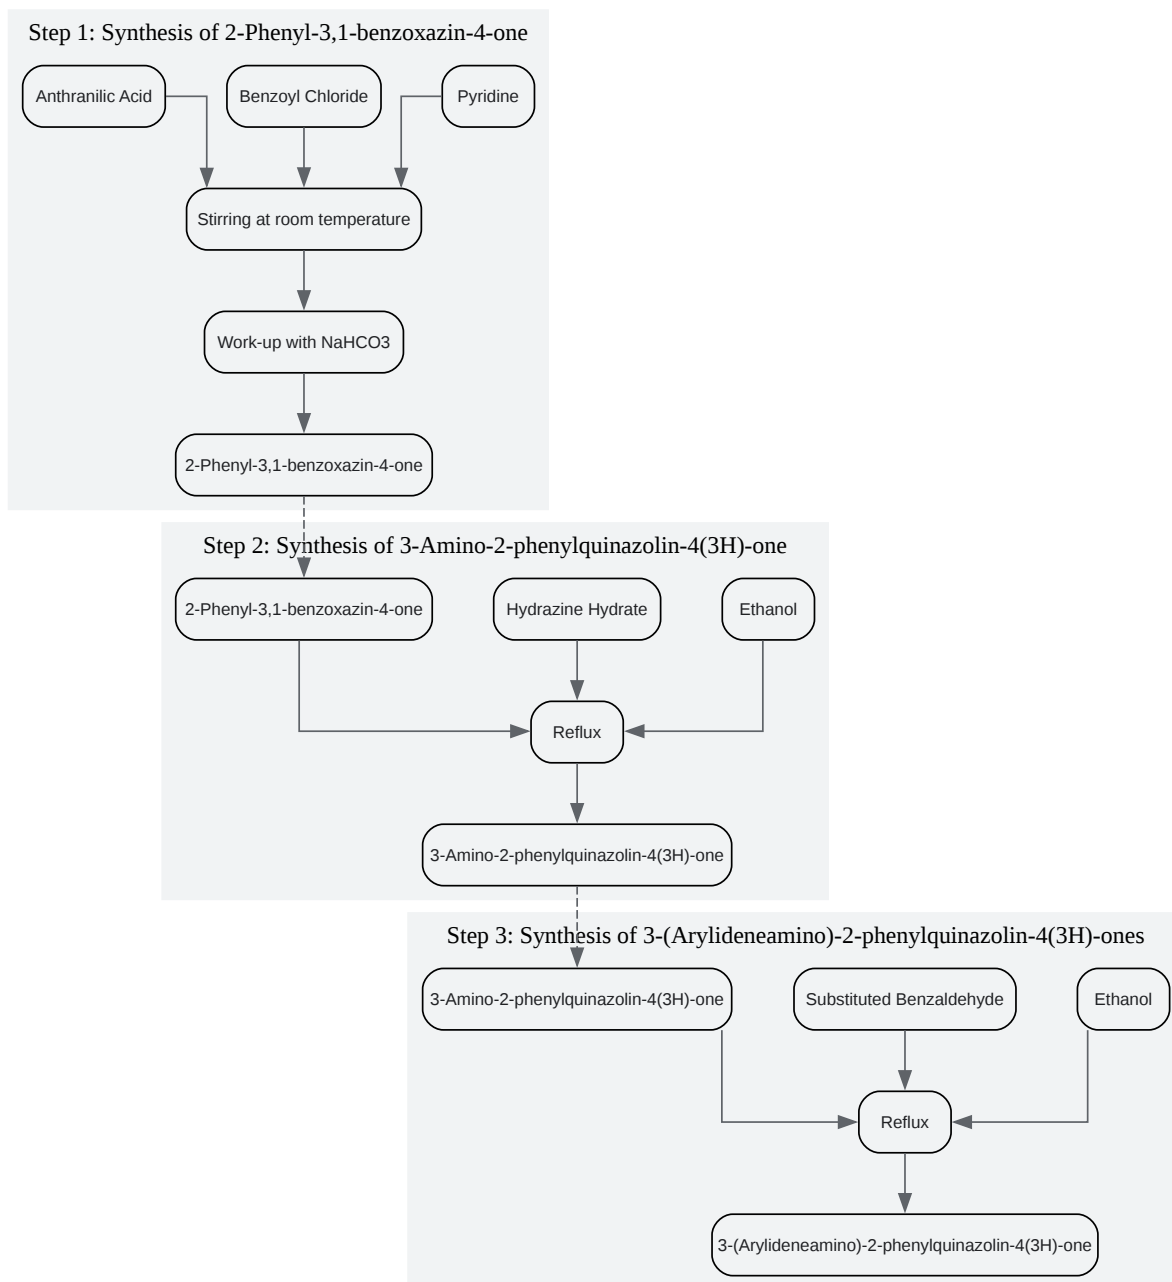 Step 1: Synthesis of 2-Phenyl-3,1-benzoxazin-4-one
Anthranilic Acid
Benzoyl Chloride
Pyridine
Stirring at room temperature
Work-up with NaHCO3
2-Phenyl-3,1-benzoxazin-4-one
Step 2: Synthesis of 3-Amino-2-phenylquinazolin-4(3H)-one
2-Phenyl-3,1-benzoxazin-4-one
Hydrazine Hydrate
Ethanol
Reflux
3-Amino-2-phenylquinazolin-4(3H)-one
Step 3: Synthesis of 3-(Arylideneamino)-2-phenylquinazolin-4(3H)-ones
3-Amino-2-phenylquinazolin-4(3H)-one
Substituted Benzaldehyde
Ethanol
Reflux
3-(Arylideneamino)-2-phenylquinazolin-4(3H)-one